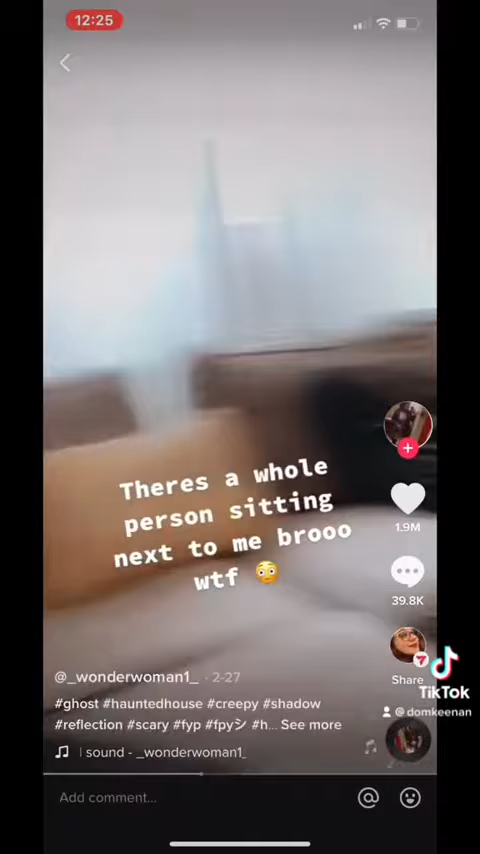 12:25
Theres a whole
person sitting
next to me brooo
wtf 😳
1.9M
39.8K
Share
@_wonderwoman1_ · 2-27
#ghost #hauntedhouse #creepy #shadow
#reflection #scary #fyp #fpyシ #h... See more
sound - _wonderwoman1_
TikTok
@domkeenan
Add comment...